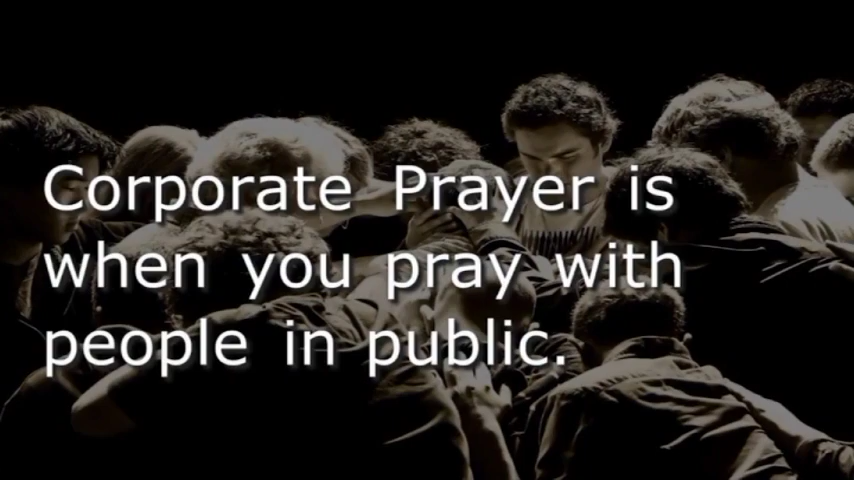 Corporate Prayer is
when you pray with
people in public.